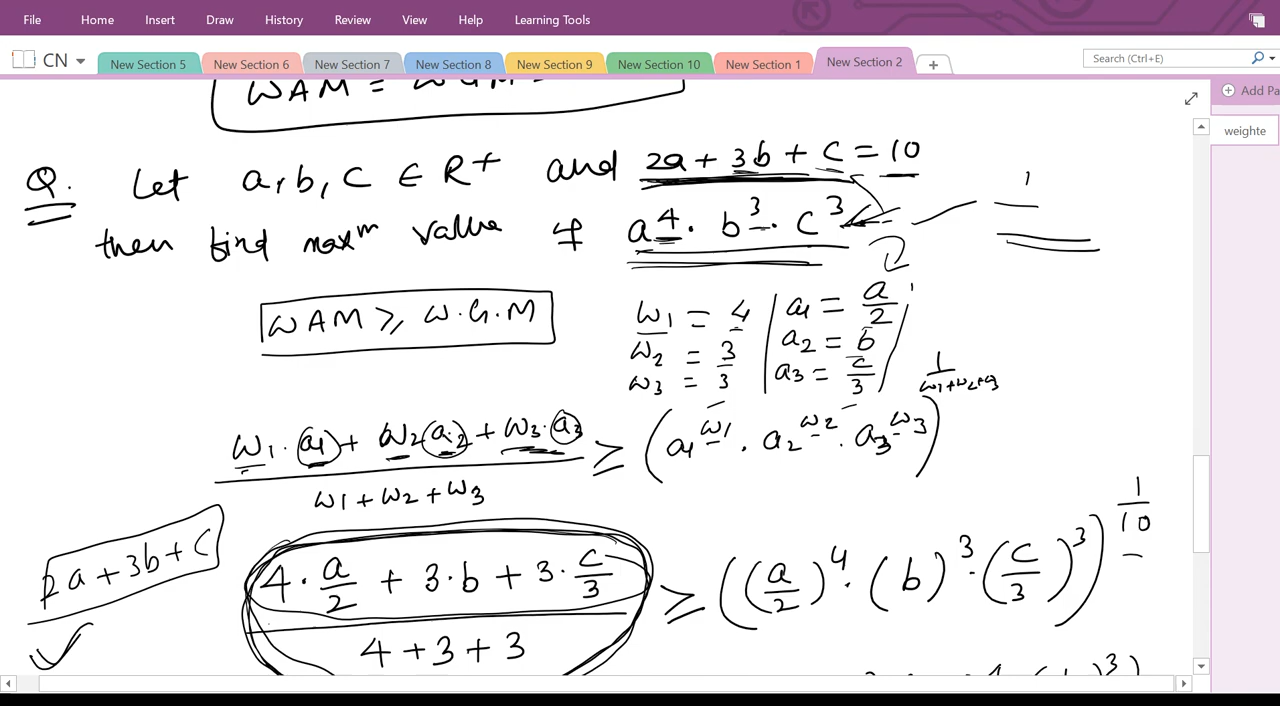 File Home Insert Draw History Review View Help Learning Tools
CN New Section 5 New Section 6 New Section 7 New Section 8 New Section 9 New Section 10 New Section 1 New Section 2 + Search (Ctrl+E)
Add Pa
weighte
WAM = WGM =
Q. Let a, b, C ∈ R+ and 2a + 3b + C = 10
then find maxm value of a^4 . b^3 . C^3
WAM ≥ W.G.M
w1 = 4 | a1 = a/2
w2 = 3 | a2 = b
w3 = 3 | a3 = c/3
(w1 . (a1) + w2 (a2) + w3 . (a3)) / (w1 + w2 + w3) ≥ (a1^w1 . a2^w2 . a3^w3)^(1/(w1+w2+w3))
2a + 3b + C
(4 . a/2 + 3 . b + 3 . c/3) / (4 + 3 + 3) ≥ ((a/2)^4 . (b)^3 . (c/3)^3)^(1/10)